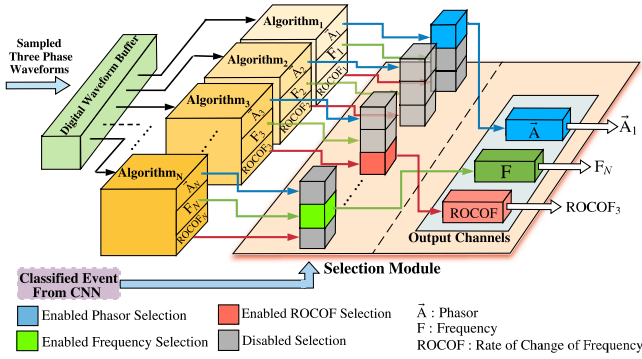 Sampled
Three Phase
Waveforms
Digital Waveform Buffer
Algorithm1
A1
F1
ROCOF1
Algorithm2
A2
F2
ROCOF2
Algorithm3
A3
F3
ROCOF3
AlgorithmN
AN
FN
ROCOFN
A⃗
A⃗1
F
FN
ROCOF
ROCOF3
Output Channels
Selection Module
Classified Event
From CNN
Enabled Phasor Selection
Enabled ROCOF Selection
A⃗ : Phasor
Enabled Frequency Selection
Disabled Selection
F : Frequency
ROCOF : Rate of Change of Frequency